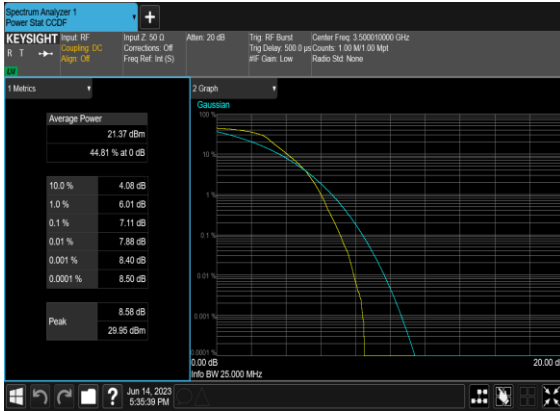 Spectrum Analyzer 1
Power Stat CCDF
+
KEYSIGHT
R T
LV
Input: RF
Coupling: DC
Align: Off
Input Z: 50 Ω
Corrections: Off
Freq Ref: Int (S)
Atten: 20 dB
Trig: RF Burst
Trig Delay: 500.0 µs
#IF Gain: Low
Center Freq: 3.500010000 GHz
Counts: 1.00 M/1.00 Mpt
Radio Std: None
1 Metrics
Average Power
21.37 dBm
44.81 % at 0 dB
10.0 % 4.08 dB
1.0 % 6.01 dB
0.1 % 7.11 dB
0.01 % 7.88 dB
0.001 % 8.40 dB
0.0001 % 8.50 dB
Peak
8.58 dB
29.95 dBm
2 Graph
Gaussian
100 %
10 %
1 %
0.1 %
0.01 %
0.001 %
0.0001 %
0.00 dB
20.00 d
Info BW 25.000 MHz
?
Jun 14, 2023
5:35:39 PM